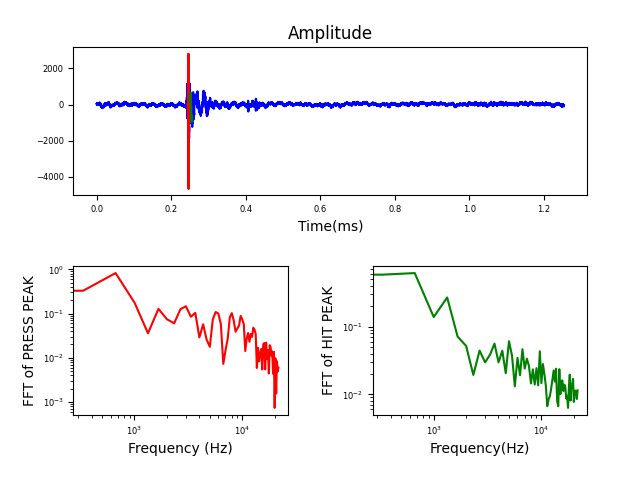 Amplitude
2000
0
−2000
−4000
0.0 0.2 0.4 0.6 0.8 1.0 1.2
Time(ms)
FFT of PRESS PEAK
10⁰
10⁻¹
10⁻²
10⁻³
10³ 10⁴
Frequency (Hz)
FFT of HIT PEAK
10⁻¹
10⁻²
10³ 10⁴
Frequency(Hz)